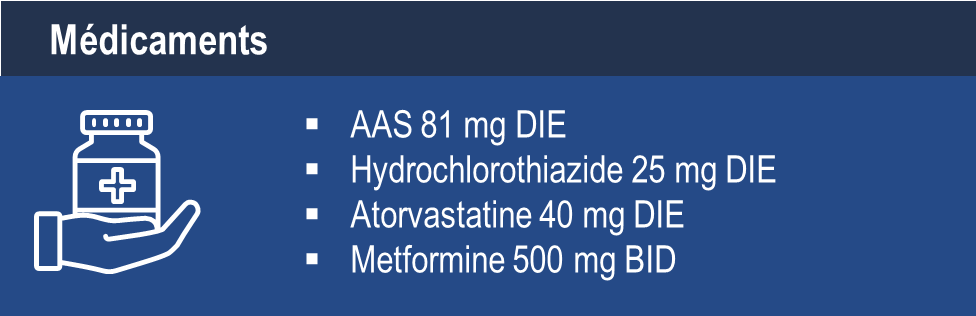 Médicaments
▪ AAS 81 mg DIE
▪ Hydrochlorothiazide 25 mg DIE
▪ Atorvastatine 40 mg DIE
▪ Metformine 500 mg BID